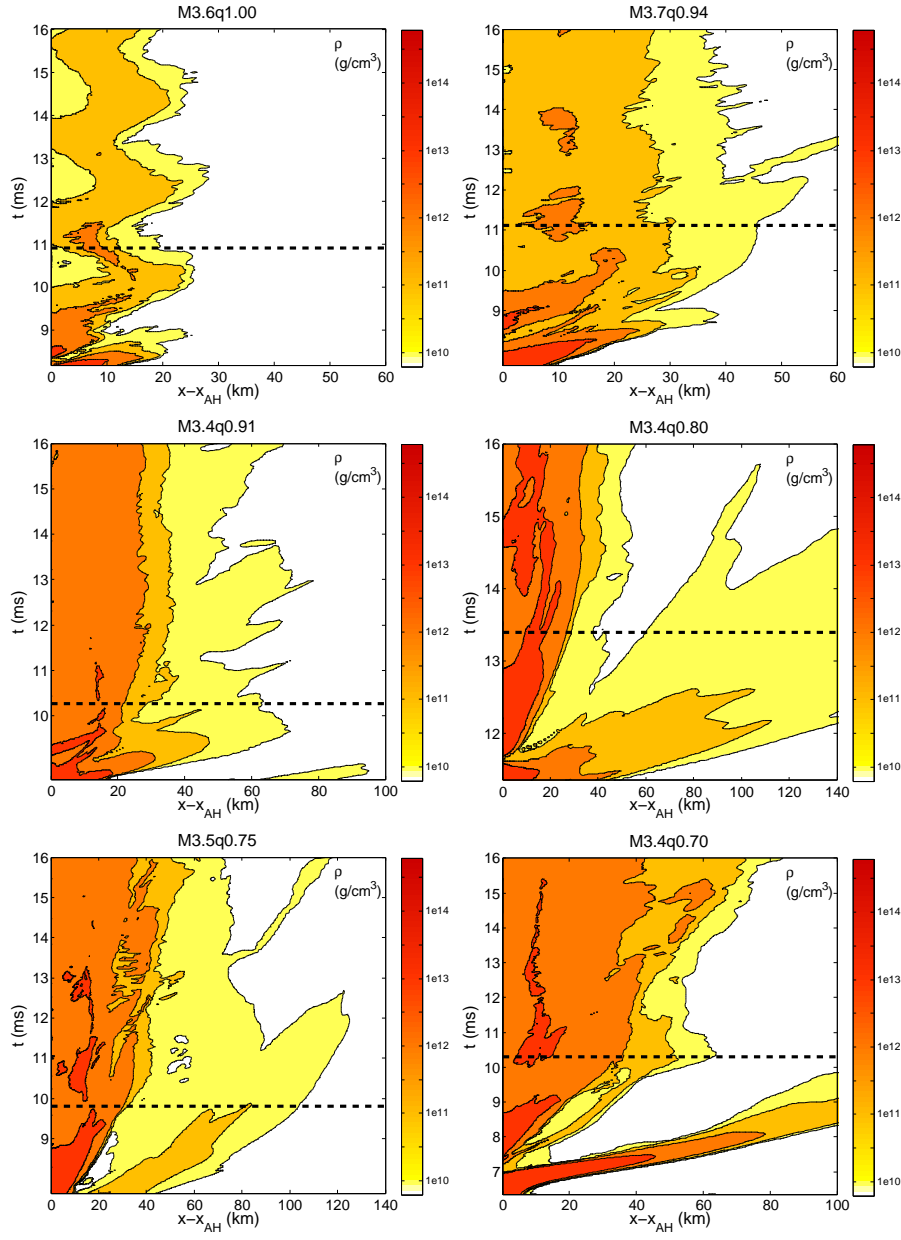 M3.6q1.00
ρ
(g/cm³)
t (ms)
16
15
14
13
12
11
10
9
0 10 20 30 40 50 60
x−x_AH (km)
1e14
1e13
1e12
1e11
1e10
M3.7q0.94
ρ
(g/cm³)
t (ms)
16
15
14
13
12
11
10
9
0 10 20 30 40 50 60
x−x_AH (km)
1e14
1e13
1e12
1e11
1e10
M3.4q0.91
ρ
(g/cm³)
t (ms)
16
15
14
13
12
11
10
0 20 40 60 80 100
x−x_AH (km)
1e14
1e13
1e12
1e11
1e10
M3.4q0.80
ρ
(g/cm³)
t (ms)
16
15
14
13
12
0 20 40 60 80 100 120 140
x−x_AH (km)
1e14
1e13
1e12
1e11
1e10
M3.5q0.75
ρ
(g/cm³)
t (ms)
16
15
14
13
12
11
10
9
0 20 40 60 80 100 120 140
x−x_AH (km)
1e14
1e13
1e12
1e11
1e10
M3.4q0.70
ρ
(g/cm³)
t (ms)
16
15
14
13
12
11
10
9
8
7
0 20 40 60 80 100
x−x_AH (km)
1e14
1e13
1e12
1e11
1e10